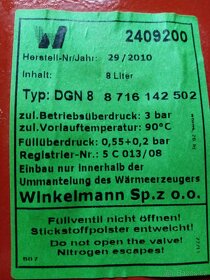 2409200
Herstell-Nr/Jahr: 29/2010
Inhalt: 8 Liter
Typ: DGN 8 8 716 142 502
zul.Betriebsüberdruck: 3 bar
zul.Vorlauftemperatur: 90°C
Füllüberdruck: 0,55+0,2 bar
Registrier-Nr.: 5 C 013/08
Einbau nur innerhalb der
Ummantelung des Wärmeerzeugers
Winkelmann Sp.z o.o.
Füllventil nicht öffnen!
Stickstoffpolster entweicht!
Do not open the valve!
Nitrogen escapes!